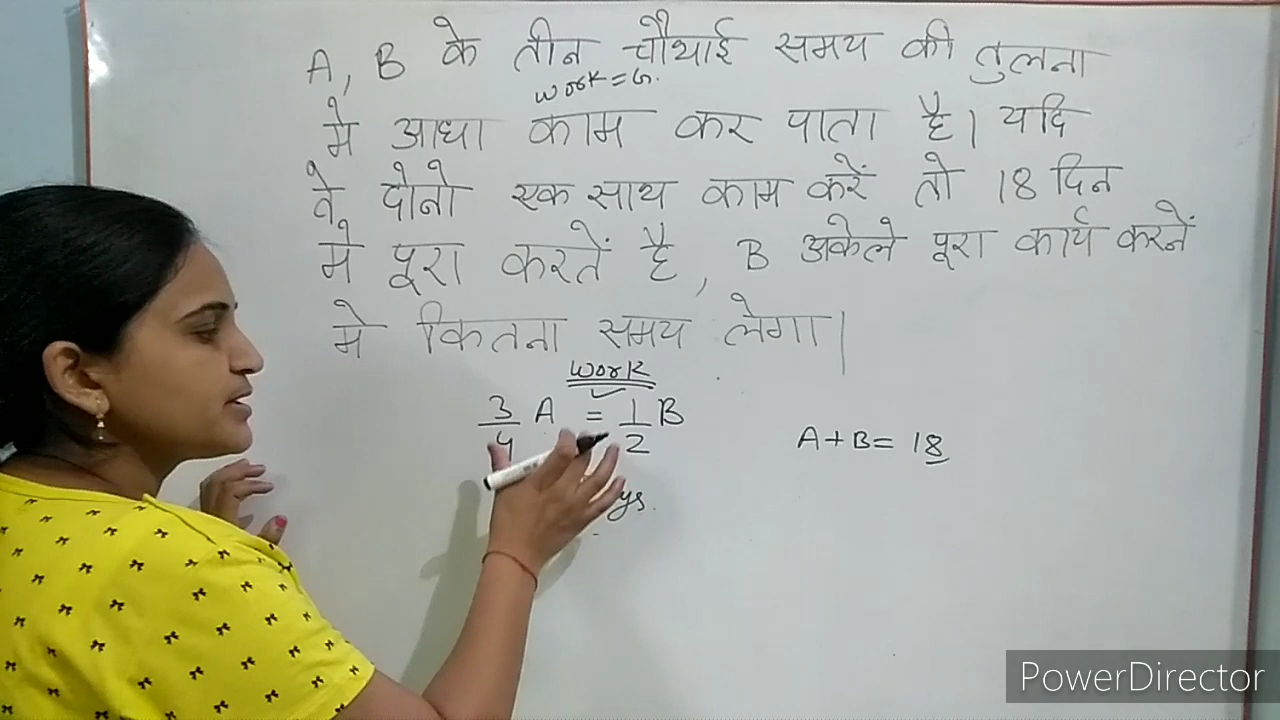 A, B के तीन चौथाई समय की तुलना
work = G.
मे आधा काम कर पाता है। यदि
वे दोनो एक साथ काम करें तो 18 दिन
मे पूरा करतें है, B अकेले पूरा कार्य करनें
मे कितना समय लेगा।
work
3/4 A = 1/2 B
A+B = 18
PowerDirector